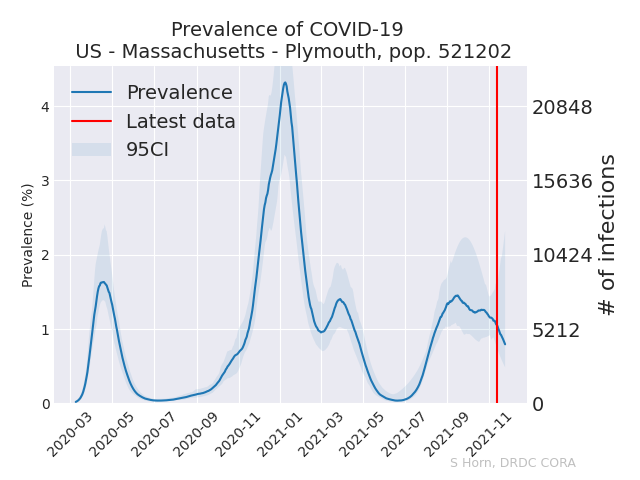 Prevalence of COVID-19
US - Massachusetts - Plymouth, pop. 521202
Prevalence
Latest data
95CI
Prevalence (%)
4
3
2
1
0
20848
15636
10424
5212
0
# of infections
2020-03
2020-05
2020-07
2020-09
2020-11
2021-01
2021-03
2021-05
2021-07
2021-09
2021-11
S Horn, DRDC CORA